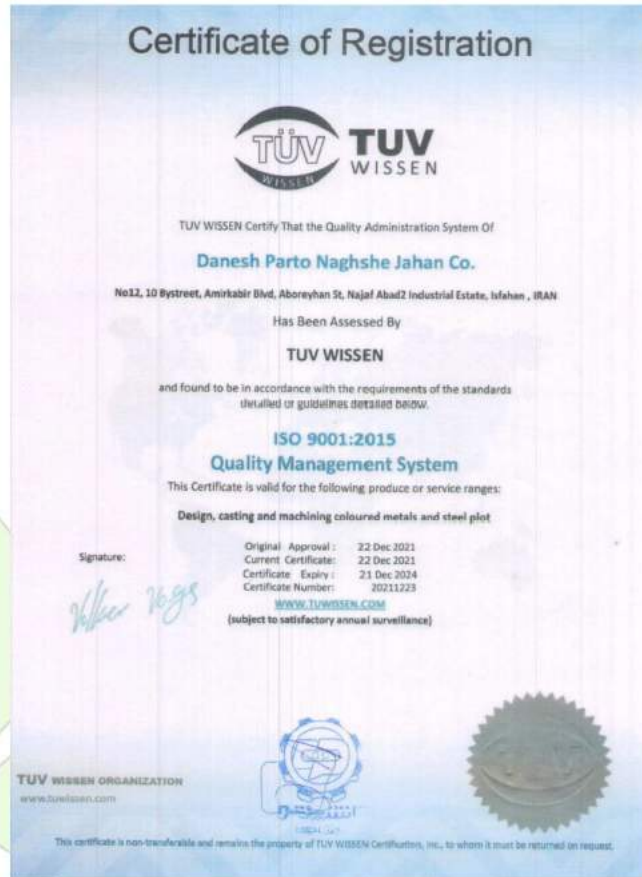 Certificate of Registration
TÜV
WISSEN
TUV
WISSEN
TUV WISSEN Certify That the Quality Administration System Of
Danesh Parto Naghshe Jahan Co.
No12, 10 Bystreet, Amirkabir Blvd, Aboreyhan St, Najaf Abad2 Industrial Estate, Isfahan , IRAN
Has Been Assessed By
TUV WISSEN
and found to be in accordance with the requirements of the standards
detailed or guidelines detailed below.
ISO 9001:2015
Quality Management System
This Certificate is valid for the following produce or service ranges:
Design, casting and machining coloured metals and steel plot
Signature:
Original Approval : 22 Dec 2021
Current Certificate: 22 Dec 2021
Certificate Expiry : 21 Dec 2024
Certificate Number: 20211223
WWW.TUWISSEN.COM
(subject to satisfactory annual surveillance)
TUV
TUV WISSEN ORGANIZATION
www.tuwissen.com
This certificate is non-transferable and remains the property of TUV WISSEN Certification, Inc., to whom it must be returned on request.